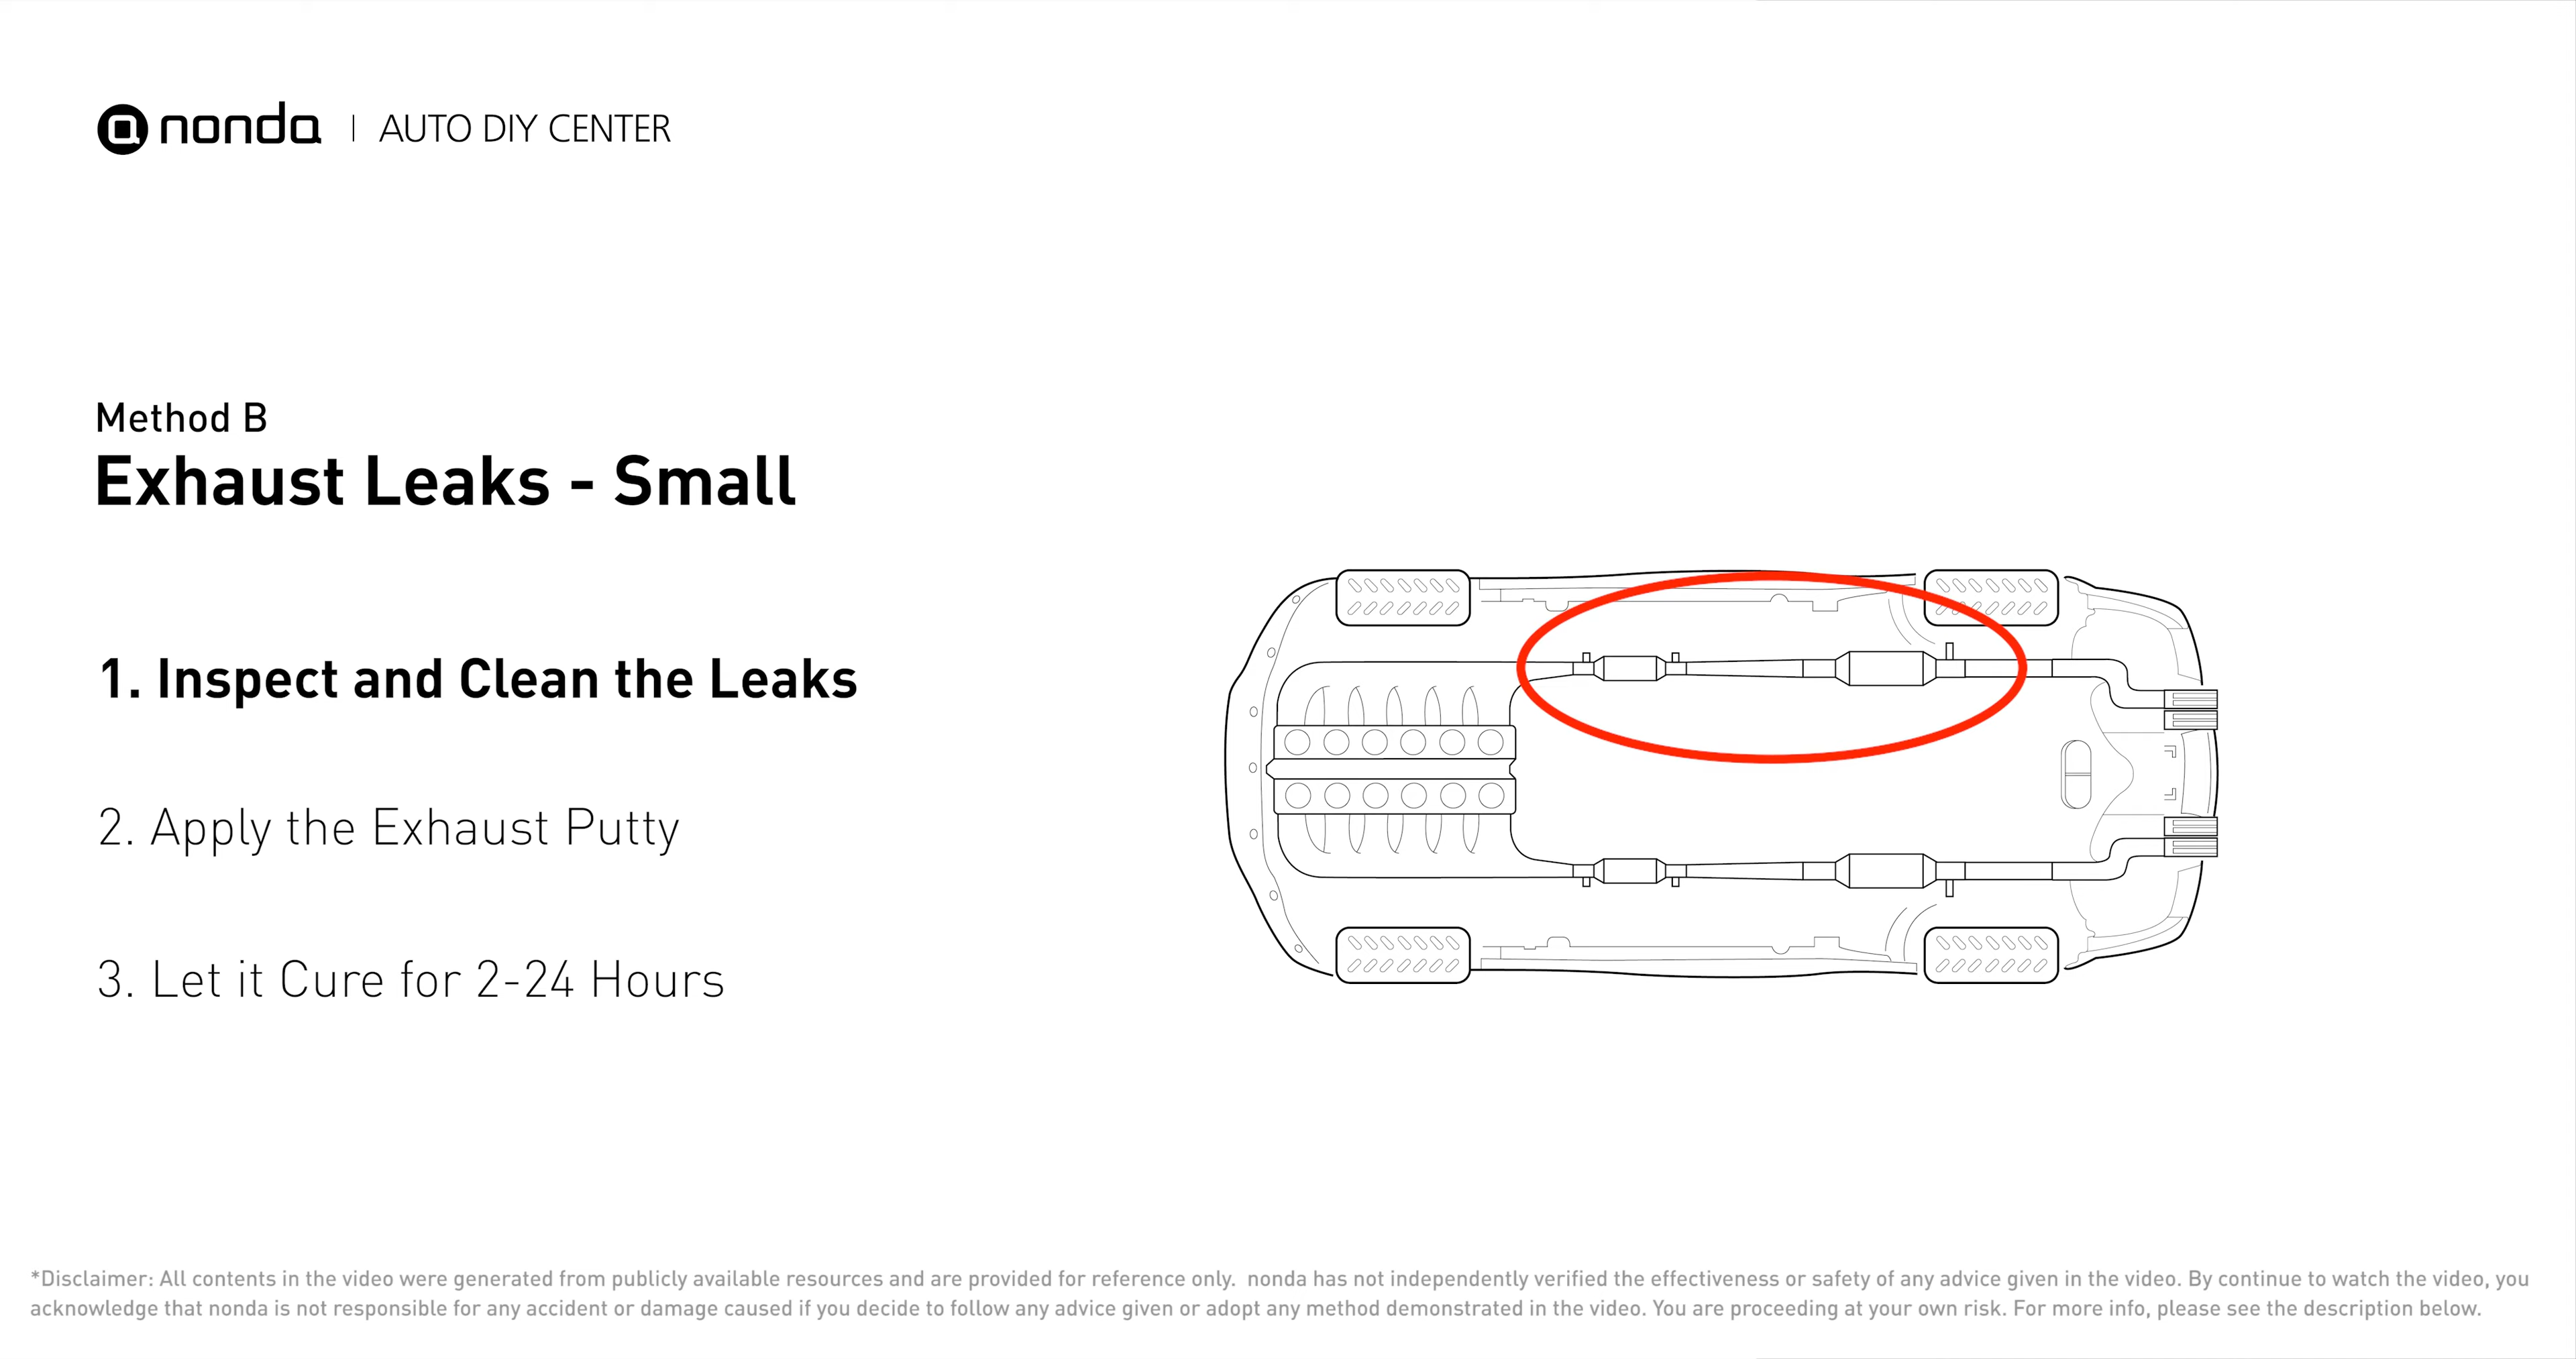 nonda | AUTO DIY CENTER
Method B
Exhaust Leaks - Small
1. Inspect and Clean the Leaks
2. Apply the Exhaust Putty
3. Let it Cure for 2-24 Hours
*Disclaimer: All contents in the video were generated from publicly available resources and are provided for reference only. nonda has not independently verified the effectiveness or safety of any advice given in the video. By continue to watch the video, you
acknowledge that nonda is not responsible for any accident or damage caused if you decide to follow any advice given or adopt any method demonstrated in the video. You are proceeding at your own risk. For more info, please see the description below.